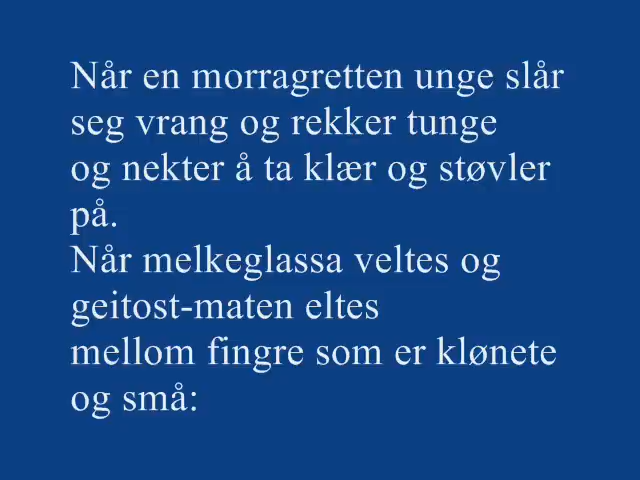 Når en morragretten unge slår
seg vrang og rekker tunge
og nekter å ta klær og støvler
på.
Når melkeglassa veltes og
geitost-maten eltes
mellom fingre som er klønete
og små: